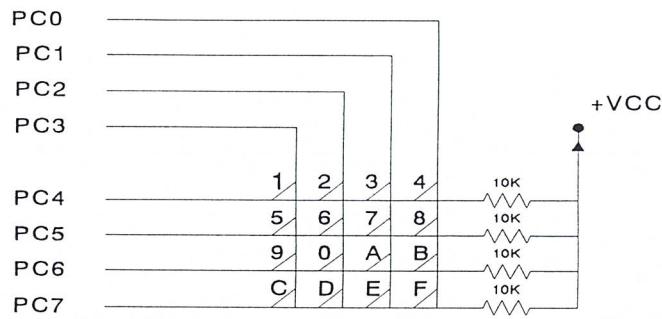 PC0
PC1
PC2
PC3
+VCC
1 2 3 4 10K
PC4
5 6 7 8 10K
PC5
9 0 A B 10K
PC6
C D E F 10K
PC7